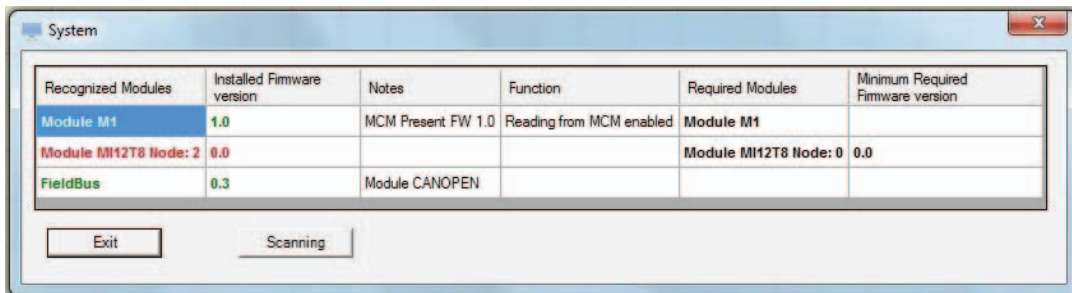 System
Recognized Modules Installed Firmware version Notes Function Required Modules Minimum Required Firmware version
Module M1 1.0 MCM Present FW 1.0 Reading from MCM enabled Module M1
Module MI12T8 Node: 2 0.0 Module MI12T8 Node: 0 0.0
FieldBus 0.3 Module CANOPEN
Exit Scanning